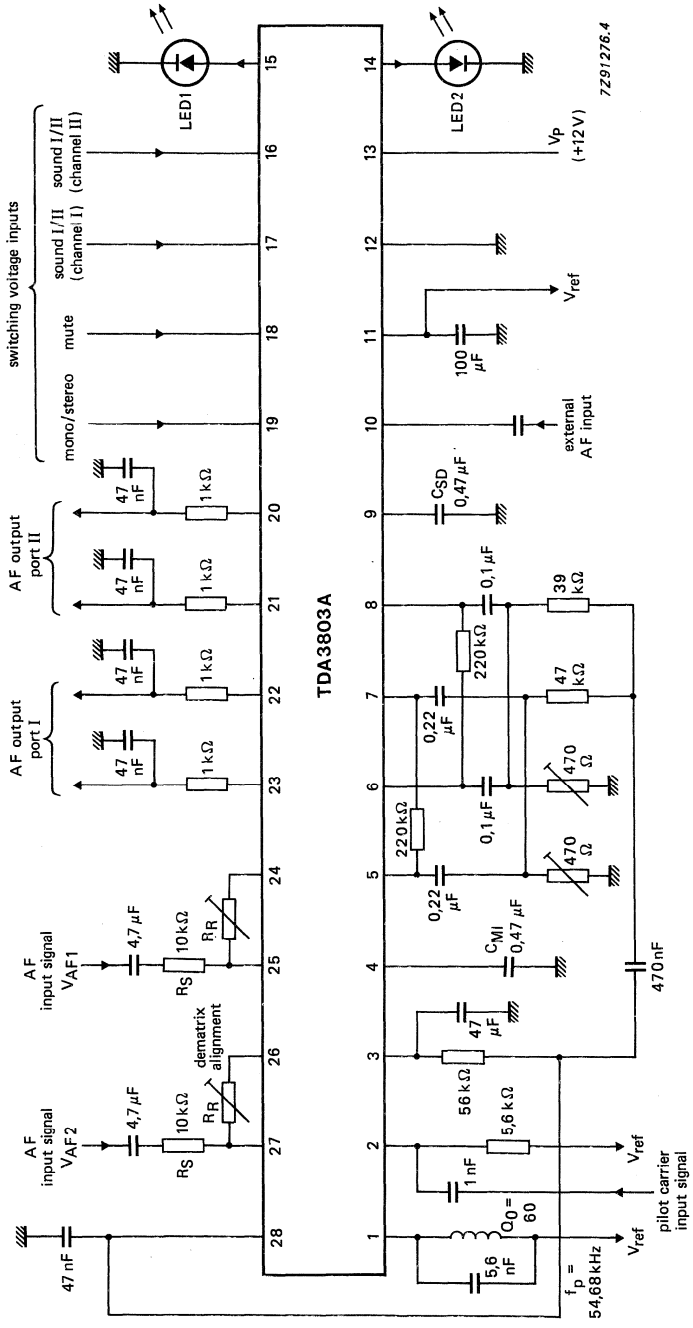 7Z91276.4
15
LED1
14
LED2
switching voltage inputs
sound I/II
(channel II)
16
13
VP
(+12 V)
sound I/II
(channel I)
17
12
mute
18
11
100
µF
Vref
mono/stereo
19
10
external
AF input
AF output
port II
47
nF
1 kΩ
20
9
CSD
0,47 µF
47
nF
1 kΩ
21
8
0,1 µF
39
kΩ
220 kΩ
AF output
port I
47
nF
1 kΩ
22
TDA3803A
7
0,22
µF
47
kΩ
47
nF
1 kΩ
23
6
0,1 µF
470
Ω
220 kΩ
24
5
0,22
µF
470
Ω
AF
input signal
VAF1
4,7 µF
10 kΩ
RS
RR
25
4
CMI
0,47 µF
470 nF
dematrix
alignment
26
3
47
µF
56 kΩ
AF
input signal
VAF2
4,7 µF
10 kΩ
RS
RR
27
2
5,6 kΩ
1 nF
Vref
pilot carrier
input signal
47 nF
28
1
Q0 =
60
5,6
nF
Vref
fp =
54,68 kHz